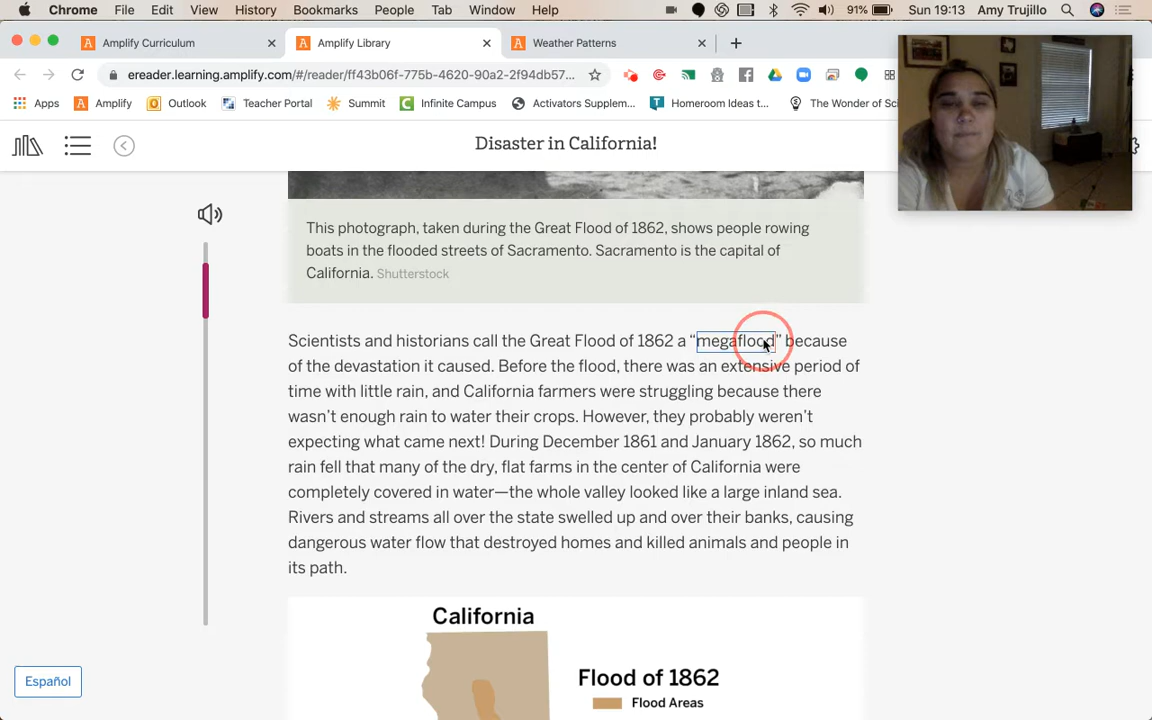 Chrome File Edit View History Bookmarks People Tab Window Help 91% Sun 19:13 Amy Trujillo
Amplify Curriculum Amplify Library Weather Patterns
ereader.learning.amplify.com/#/reader/ff43b06f-775b-4620-90a2-2f94db57...
Apps Amplify Outlook Teacher Portal Summit Infinite Campus Activators Supplem... Homeroom Ideas t... The Wonder of Sci
Disaster in California!
This photograph, taken during the Great Flood of 1862, shows people rowing
boats in the flooded streets of Sacramento. Sacramento is the capital of
California. Shutterstock
Scientists and historians call the Great Flood of 1862 a “megaflood” because
of the devastation it caused. Before the flood, there was an extensive period of
time with little rain, and California farmers were struggling because there
wasn’t enough rain to water their crops. However, they probably weren’t
expecting what came next! During December 1861 and January 1862, so much
rain fell that many of the dry, flat farms in the center of California were
completely covered in water—the whole valley looked like a large inland sea.
Rivers and streams all over the state swelled up and over their banks, causing
dangerous water flow that destroyed homes and killed animals and people in
its path.
California
Flood of 1862
Flood Areas
Español